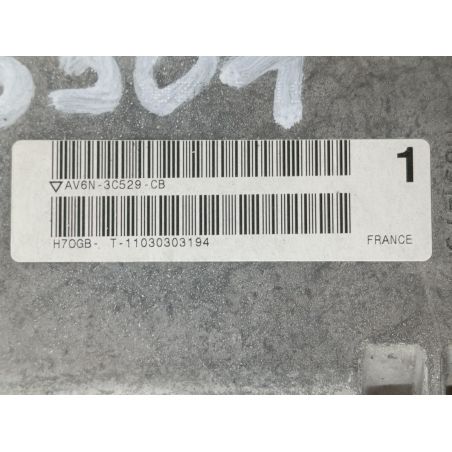 1
▽AV6N-3C529-CB
H7OGB- T-11030303194 FRANCE